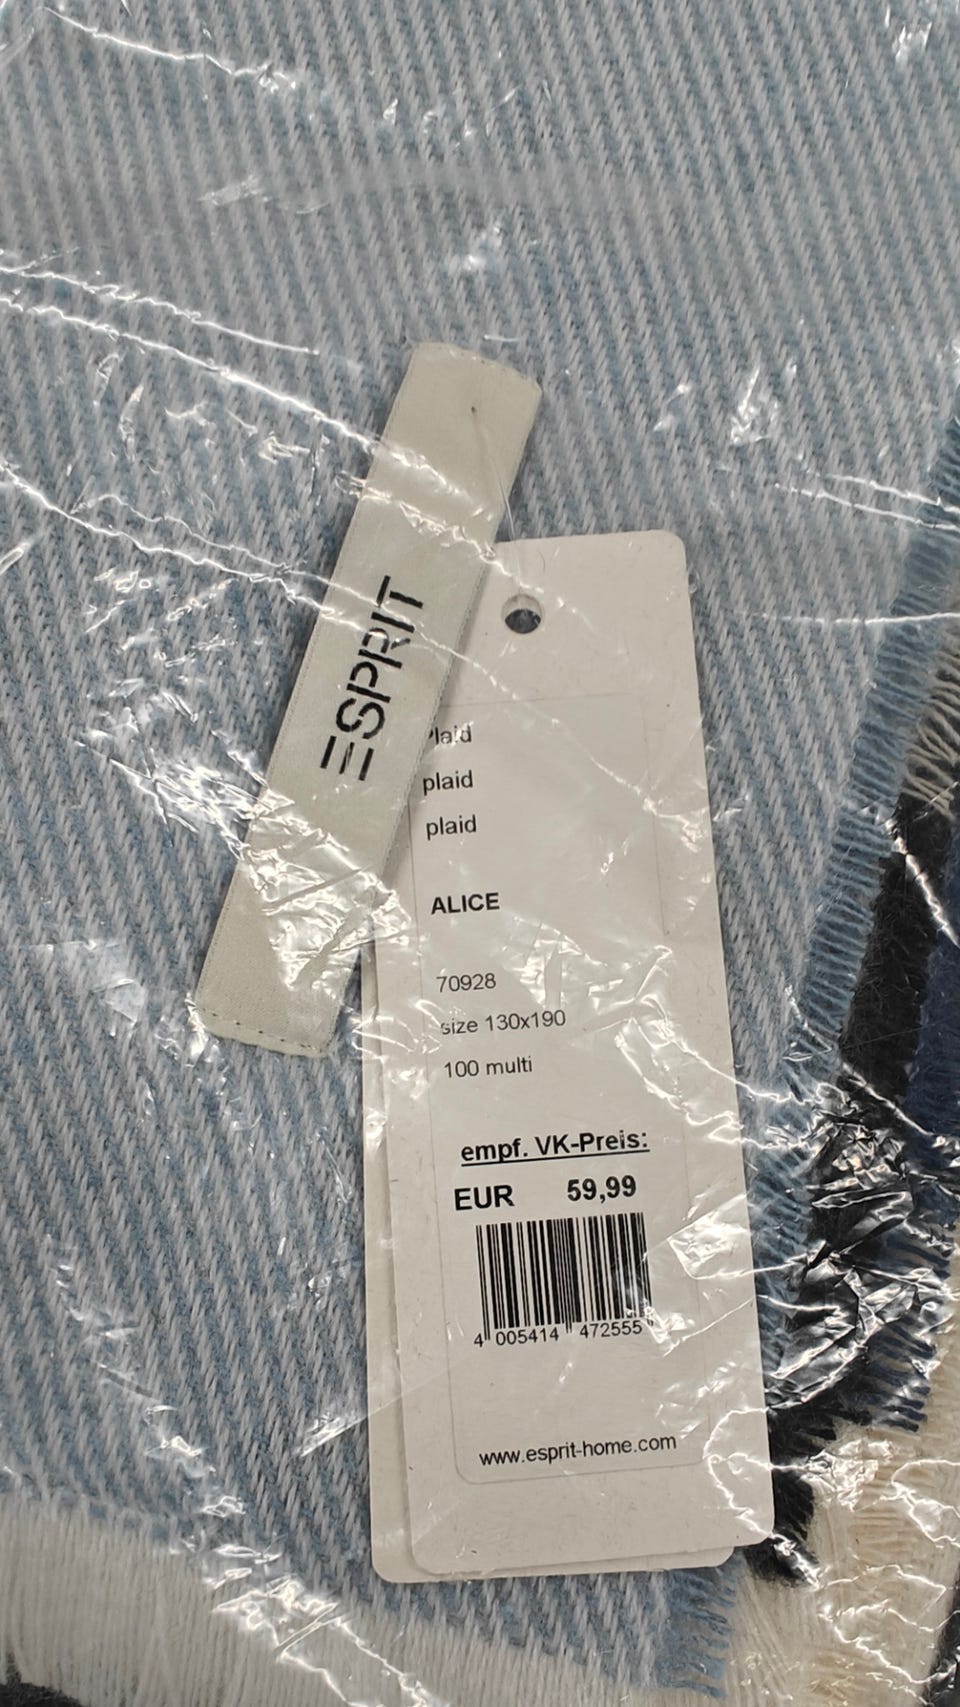 ESPRIT
Plaid
plaid
plaid
ALICE
70928
size 130x190
100 multi
empf. VK-Preis:
EUR 59,99
4 005414 472555
www.esprit-home.com